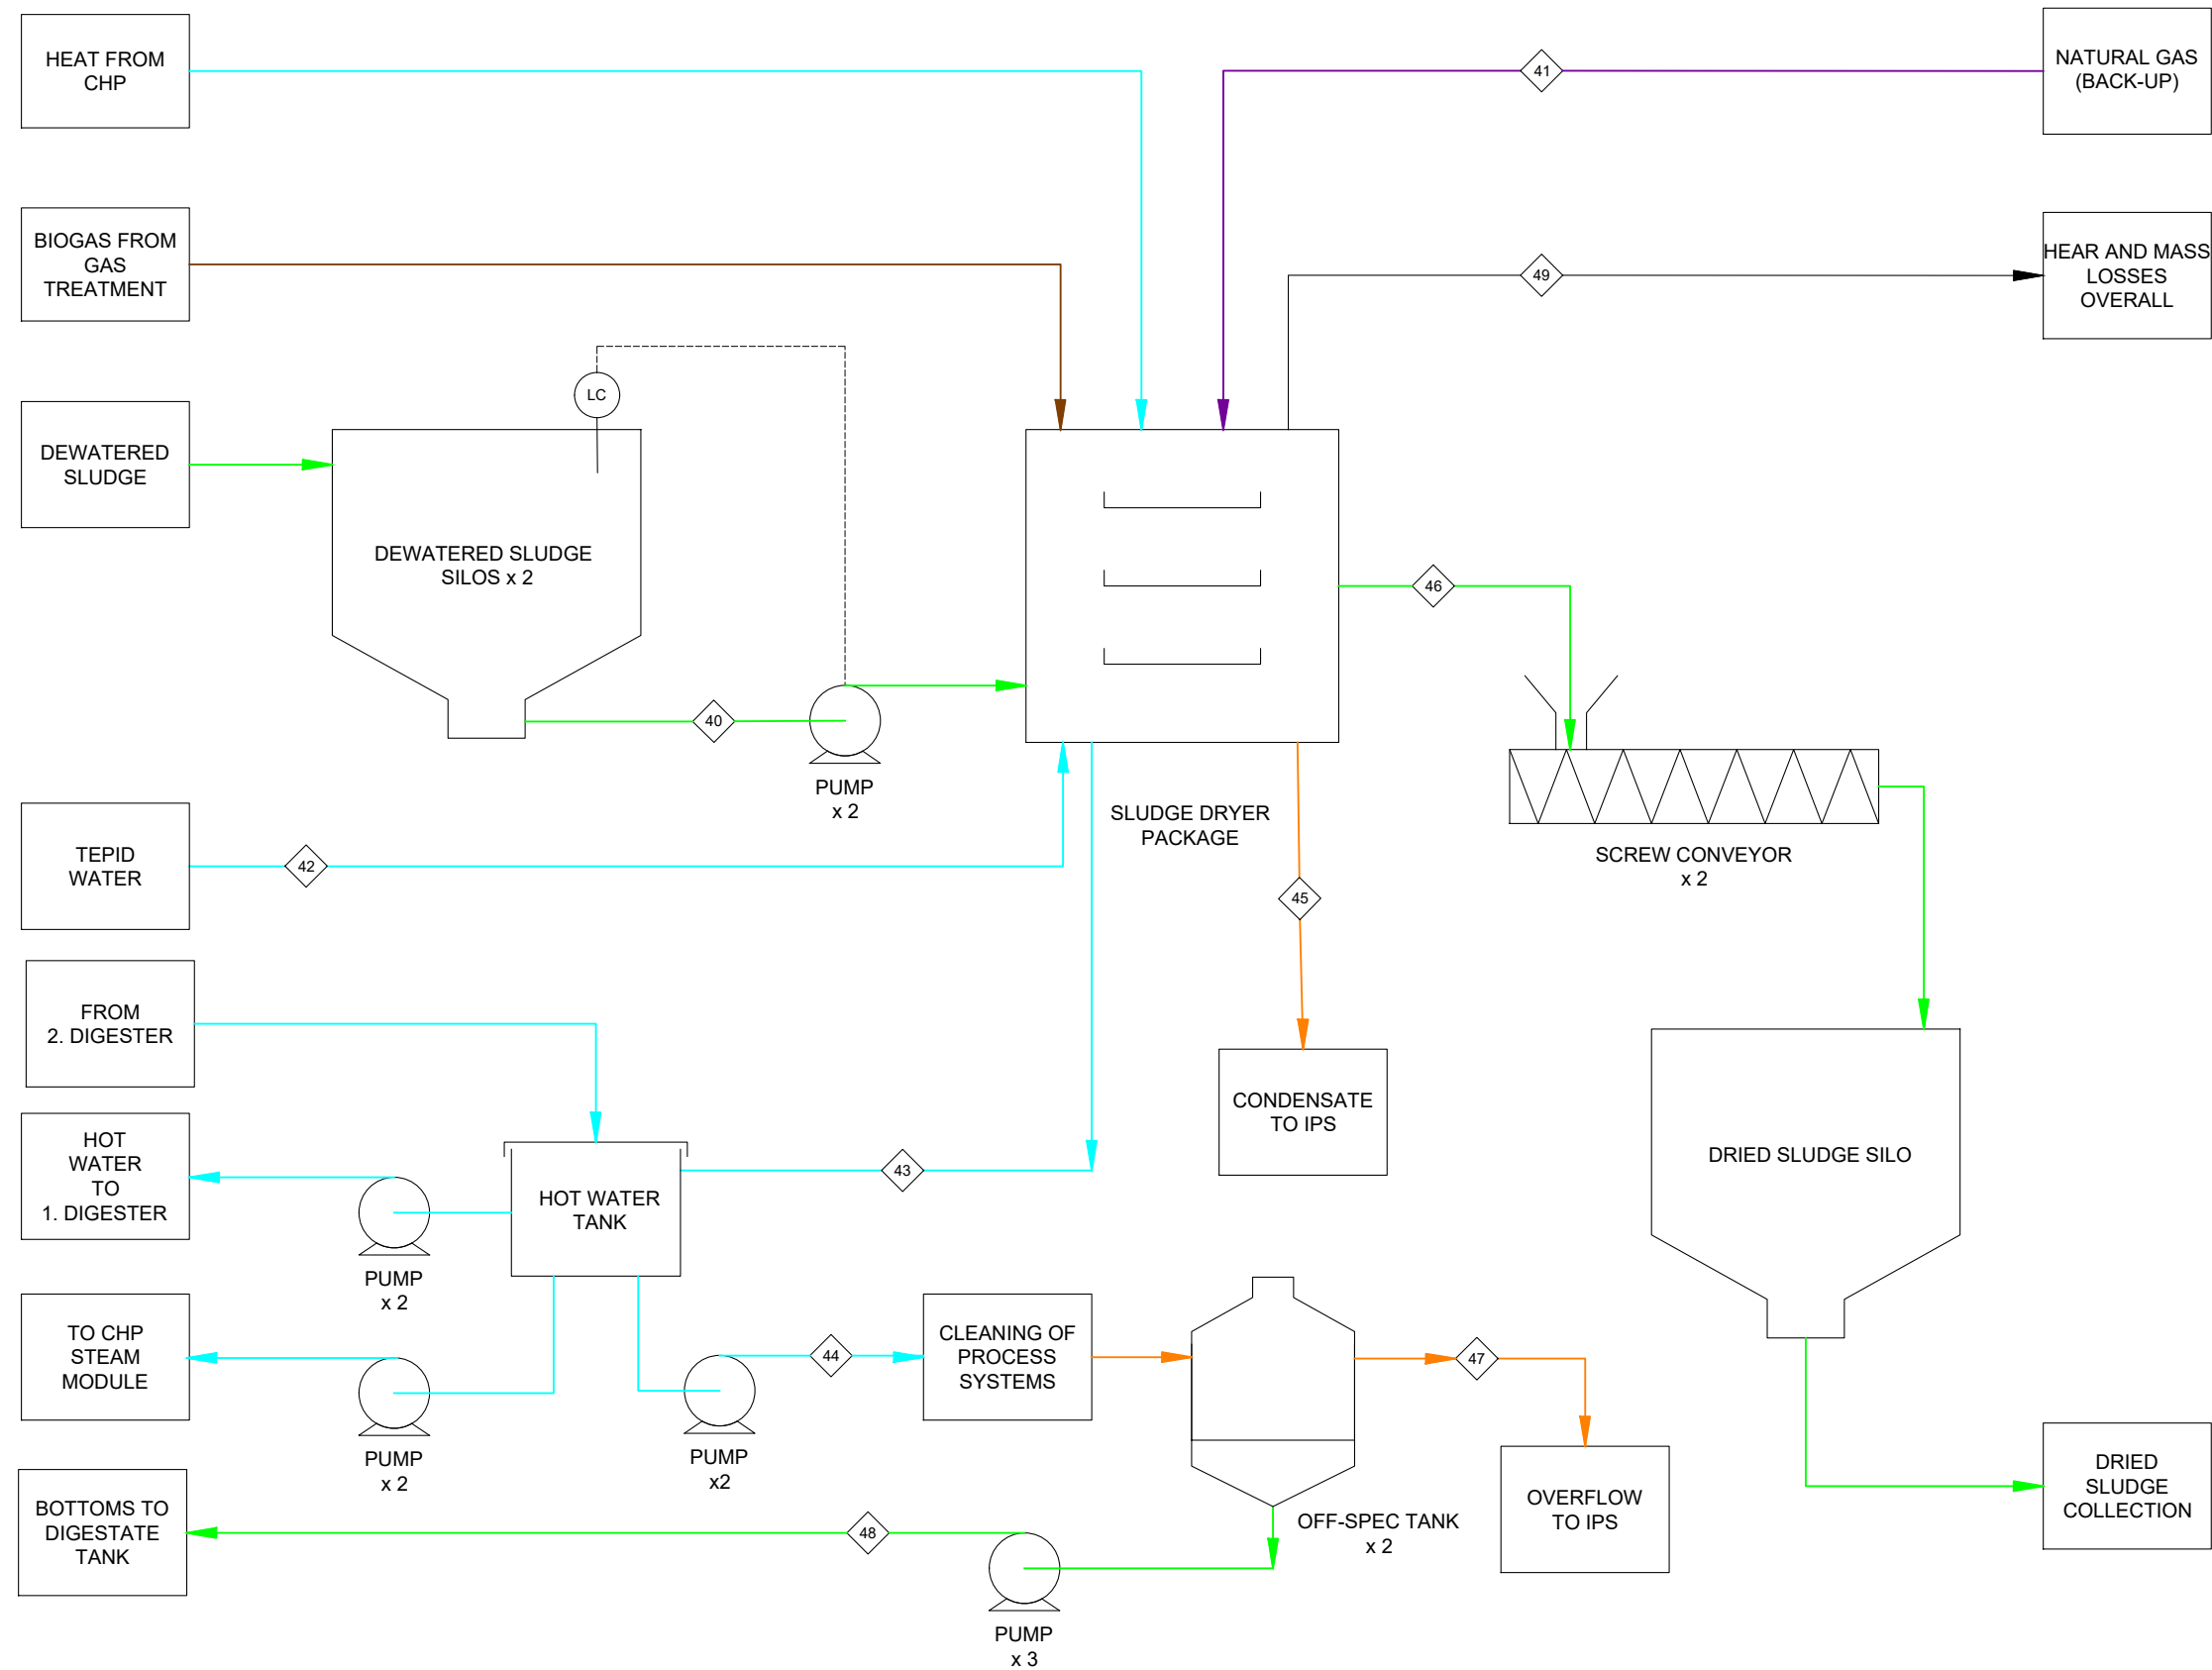 HEAT FROM
CHP
41
NATURAL GAS
(BACK-UP)
BIOGAS FROM
GAS
TREATMENT
49
HEAR AND MASS
LOSSES
OVERALL
LC
DEWATERED
SLUDGE
DEWATERED SLUDGE
SILOS x 2
46
40
PUMP
x 2
SLUDGE DRYER
PACKAGE
SCREW CONVEYOR
x 2
TEPID
WATER
42
45
FROM
2. DIGESTER
CONDENSATE
TO IPS
DRIED SLUDGE SILO
HOT
WATER
TO
1. DIGESTER
43
HOT WATER
TANK
PUMP
x 2
TO CHP
STEAM
MODULE
44
CLEANING OF
PROCESS
SYSTEMS
47
PUMP
x 2
PUMP
x2
BOTTOMS TO
DIGESTATE
TANK
48
OFF-SPEC TANK
x 2
OVERFLOW
TO IPS
DRIED
SLUDGE
COLLECTION
PUMP
x 3